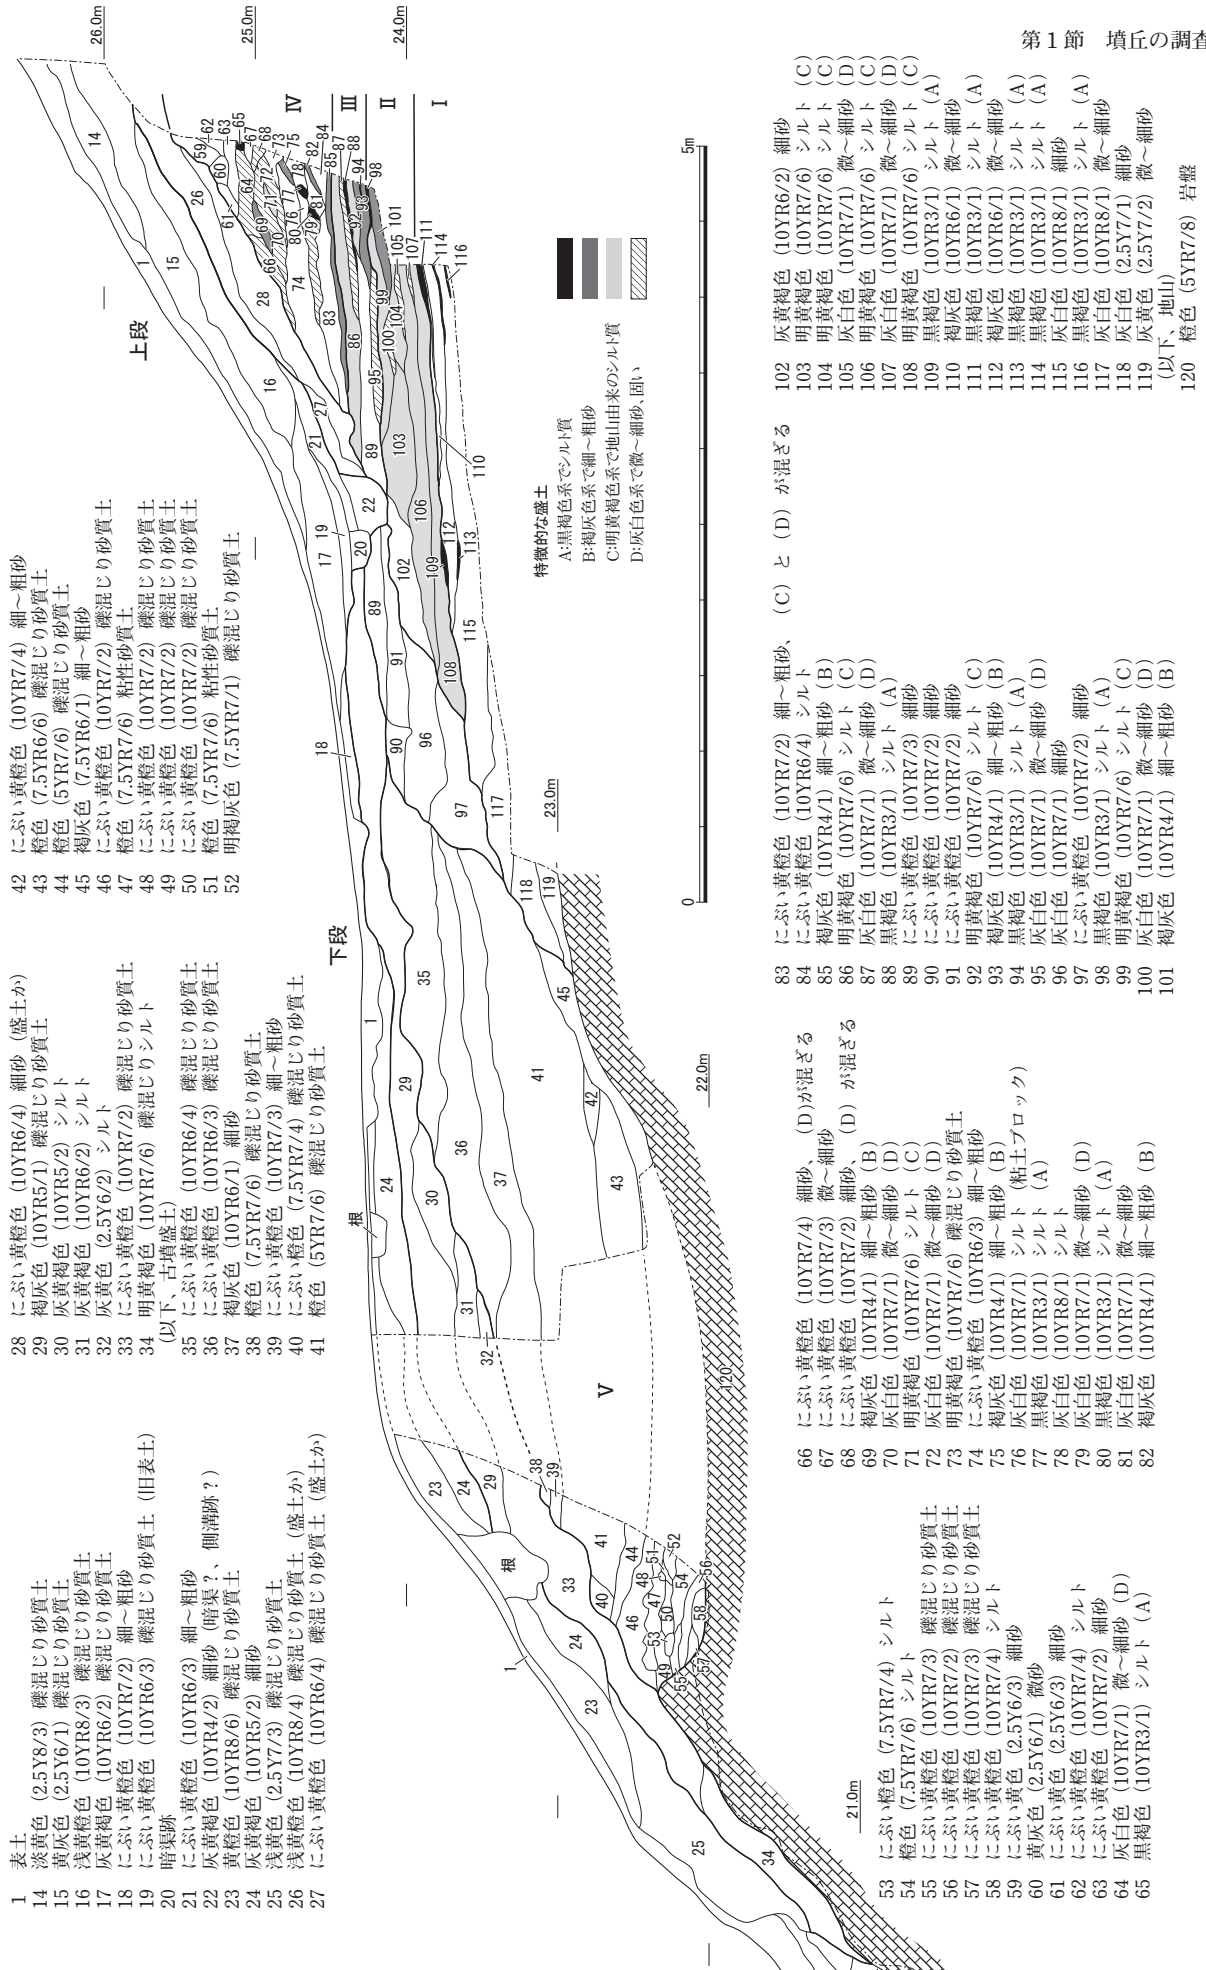 第1節　墳丘の調査
1　表土
14　淡黄色（2.5Y8/3）礫混じり砂質土
15　黄灰色（2.5Y6/1）礫混じり砂質土
16　浅黄橙色（10YR8/3）礫混じり砂質土
17　灰黄褐色（10YR6/2）礫混じり砂質土
18　にぶい黄橙色（10YR7/2）細～粗砂
19　にぶい黄橙色（10YR6/3）礫混じり砂質土（旧表土）
20　暗渠跡
21　にぶい黄橙色（10YR6/3）細～粗砂
22　灰黄褐色（10YR4/2）細砂（暗渠？、側溝跡？）
23　黄橙色（10YR8/6）礫混じり砂質土
24　灰黄褐色（10YR5/2）細砂
25　浅黄色（2.5Y7/3）礫混じり砂質土
26　浅黄橙色（10YR8/4）礫混じり砂質土（盛土か）
27　にぶい黄橙色（10YR6/4）礫混じり砂質土（盛土か）
28　にぶい黄橙色（10YR6/4）細砂（盛土か）
29　褐灰色（10YR5/1）礫混じり砂質土
30　灰黄褐色（10YR5/2）シルト
31　灰黄褐色（10YR6/2）シルト
32　灰黄色（2.5Y6/2）シルト
33　にぶい黄橙色（10YR7/2）礫混じり砂質土
34　明黄褐色（10YR7/6）礫混じりシルト
（以下、古墳盛土）
35　にぶい黄橙色（10YR6/4）礫混じり砂質土
36　にぶい黄橙色（10YR6/3）礫混じり砂質土
37　褐灰色（10YR6/1）細砂
38　橙色（7.5YR7/6）礫混じり砂質土
39　にぶい黄橙色（10YR7/3）細～粗砂
40　にぶい橙色（7.5YR7/4）礫混じり砂質土
41　橙色（5YR7/6）礫混じり砂質土
42　にぶい黄橙色（10YR7/4）細～粗砂
43　橙色（7.5YR6/6）礫混じり砂質土
44　橙色（5YR7/6）礫混じり砂質土
45　褐灰色（7.5YR6/1）細～粗砂
46　にぶい黄橙色（10YR7/2）礫混じり砂質土
47　橙色（7.5YR7/6）粘性砂質土
48　にぶい黄橙色（10YR7/2）礫混じり砂質土
49　にぶい黄橙色（10YR7/2）礫混じり砂質土
50　にぶい黄橙色（10YR7/2）礫混じり砂質土
51　橙色（7.5YR7/6）粘性砂質土
52　明褐灰色（7.5YR7/1）礫混じり砂質土
26.0m
25.0m
24.0m
23.0m
22.0m
21.0m
上段
下段
根
根
Ⅳ
Ⅲ
Ⅱ
Ⅰ
Ⅴ
0
5m
特徴的な盛土
A:黒褐色系でシルト質
B:褐灰色系で細～粗砂
C:明黄褐色系で地山由来のシルト質
D:灰白色系で微～細砂、固い
53　にぶい橙色（7.5YR7/4）シルト
54　橙色（7.5YR7/6）シルト
55　にぶい黄橙色（10YR7/3）礫混じり砂質土
56　にぶい黄橙色（10YR7/2）礫混じり砂質土
57　にぶい黄橙色（10YR7/3）礫混じり砂質土
58　にぶい黄橙色（10YR7/4）シルト
59　にぶい黄色（2.5Y6/3）細砂
60　黄灰色（2.5Y6/1）微砂
61　にぶい黄色（2.5Y6/3）細砂
62　にぶい黄橙色（10YR7/4）シルト
63　にぶい黄橙色（10YR7/2）細砂
64　灰白色（10YR7/1）微～細砂（D）
65　黒褐色（10YR3/1）シルト（A）
66　にぶい黄橙色（10YR7/4）細砂、（D)が混ざる
67　にぶい黄橙色（10YR7/3）微～細砂
68　にぶい黄橙色（10YR7/2）細砂、（D）が混ざる
69　褐灰色（10YR4/1）細～粗砂（B）
70　灰白色（10YR7/1）微～細砂（D）
71　明黄褐色（10YR7/6）シルト（C）
72　灰白色（10YR7/1）微～細砂（D）
73　明黄褐色（10YR7/6）礫混じり砂質土
74　にぶい黄橙色（10YR6/3）細～粗砂
75　褐灰色（10YR4/1）細～粗砂（B）
76　灰白色（10YR7/1）シルト（粘土ブロック）
77　黒褐色（10YR3/1）シルト（A）
78　灰白色（10YR8/1）シルト
79　灰白色（10YR7/1）微～細砂（D）
80　黒褐色（10YR3/1）シルト（A）
81　灰白色（10YR7/1）微～細砂
82　褐灰色（10YR4/1）細～粗砂（B）
83　にぶい黄橙色（10YR7/2）細～粗砂、（C）と（D）が混ざる
84　にぶい黄橙色（10YR6/4）シルト
85　褐灰色（10YR4/1）細～粗砂（B）
86　明黄褐色（10YR7/6）シルト（C）
87　灰白色（10YR7/1）微～細砂（D）
88　黒褐色（10YR3/1）シルト（A）
89　にぶい黄橙色（10YR7/3）細砂
90　にぶい黄橙色（10YR7/2）細砂
91　にぶい黄橙色（10YR7/2）細砂
92　明黄褐色（10YR7/6）シルト（C）
93　褐灰色（10YR4/1）細～粗砂（B）
94　黒褐色（10YR3/1）シルト（A）
95　灰白色（10YR7/1）微～細砂（D）
96　灰白色（10YR7/1）細砂
97　にぶい黄橙色（10YR7/2）細砂
98　黒褐色（10YR3/1）シルト（A）
99　明黄褐色（10YR7/6）シルト（C）
100　灰白色（10YR7/1）微～細砂（D）
101　褐灰色（10YR4/1）細～粗砂（B）
102　灰黄褐色（10YR6/2）細砂
103　明黄褐色（10YR7/6）シルト（C）
104　明黄褐色（10YR7/6）シルト（C）
105　灰白色（10YR7/1）微～細砂（D）
106　明黄褐色（10YR7/6）シルト（C）
107　灰白色（10YR7/1）微～細砂（D）
108　明黄褐色（10YR7/6）シルト（C）
109　黒褐色（10YR3/1）シルト（A）
110　褐灰色（10YR6/1）微～細砂
111　黒褐色（10YR3/1）シルト（A）
112　褐灰色（10YR6/1）微～細砂
113　黒褐色（10YR3/1）シルト（A）
114　黒褐色（10YR3/1）シルト（A）
115　灰白色（10YR8/1）細砂
116　黒褐色（10YR3/1）シルト（A）
117　灰白色（10YR8/1）微～細砂
118　灰白色（2.5Y7/1）細砂
119　灰黄色（2.5Y7/2）微～細砂
（以下、地山）
120　橙色（5YR7/8）岩盤